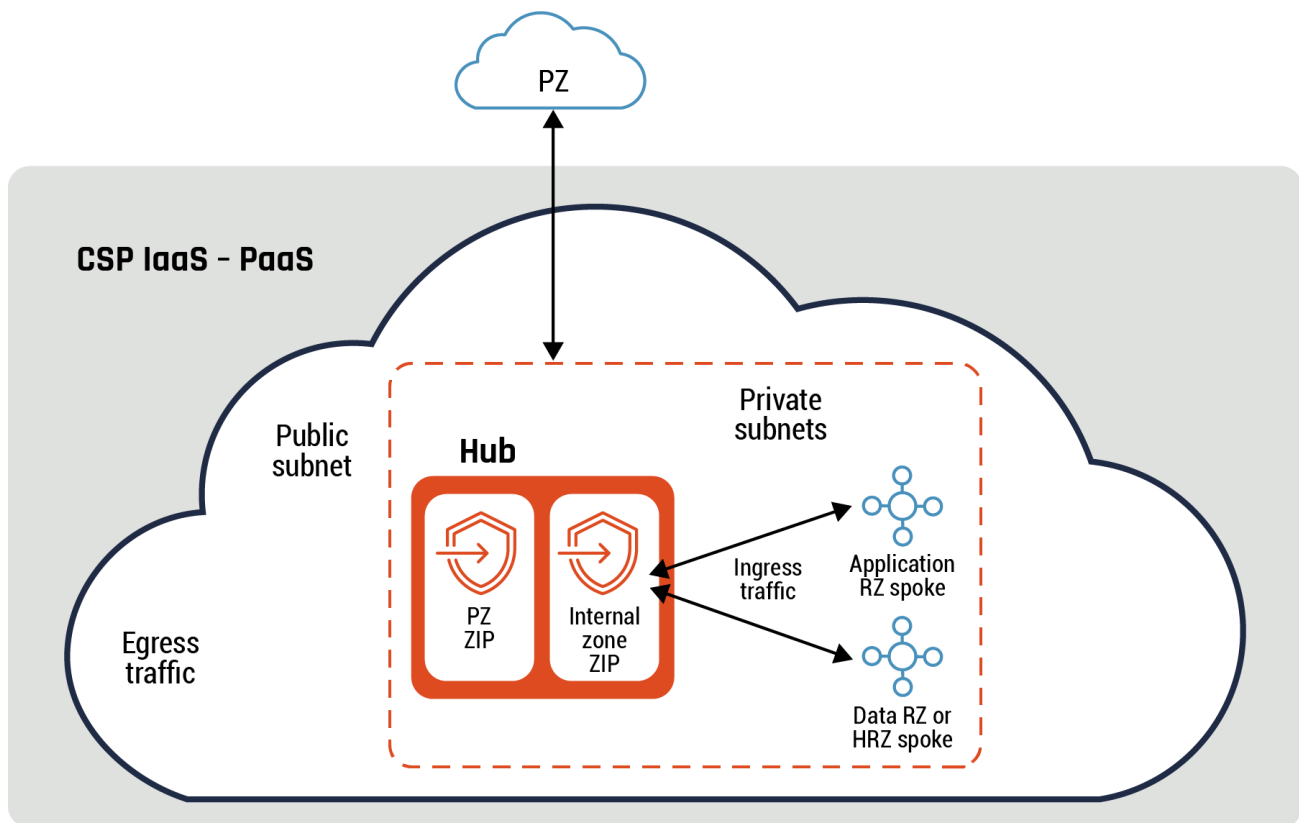 PZ
CSP IaaS – PaaS
Public
subnet
Private
subnets
Hub
PZ
ZIP
Internal
zone
ZIP
Ingress
traffic
Application
RZ spoke
Egress
traffic
Data RZ or
HRZ spoke